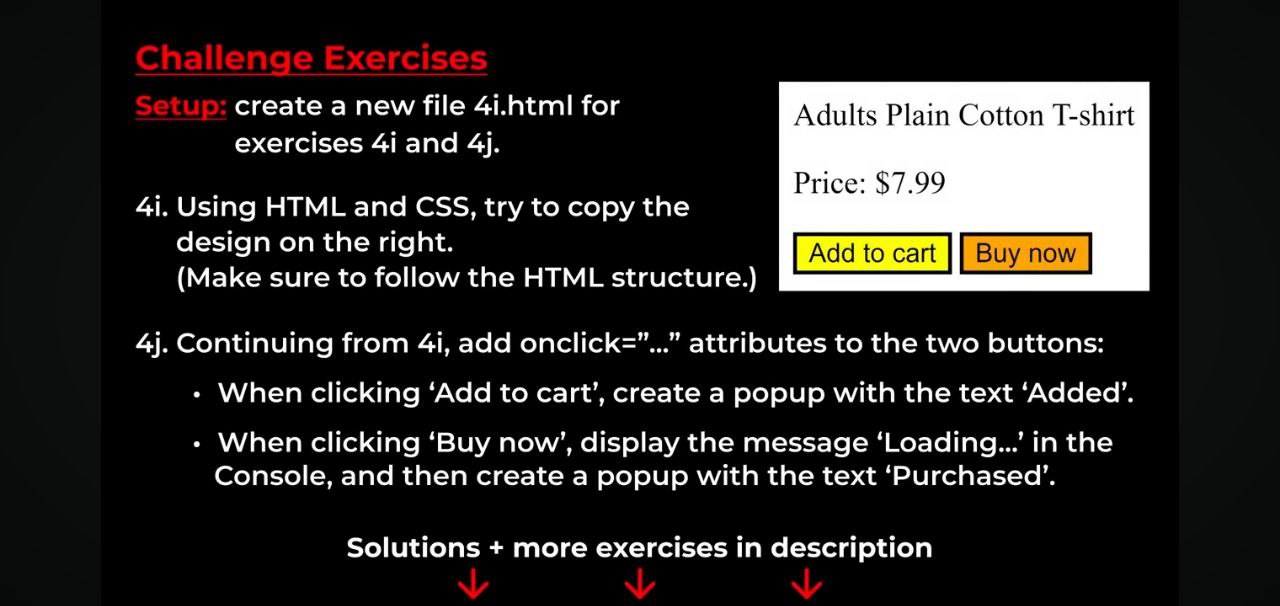 Challenge Exercises
Setup: create a new file 4i.html for
exercises 4i and 4j.
4i. Using HTML and CSS, try to copy the
design on the right.
(Make sure to follow the HTML structure.)
Adults Plain Cotton T-shirt
Price: $7.99
Add to cart Buy now
4j. Continuing from 4i, add onclick=”...” attributes to the two buttons:
• When clicking ‘Add to cart’, create a popup with the text ‘Added’.
• When clicking ‘Buy now’, display the message ‘Loading...’ in the
Console, and then create a popup with the text ‘Purchased’.
Solutions + more exercises in description